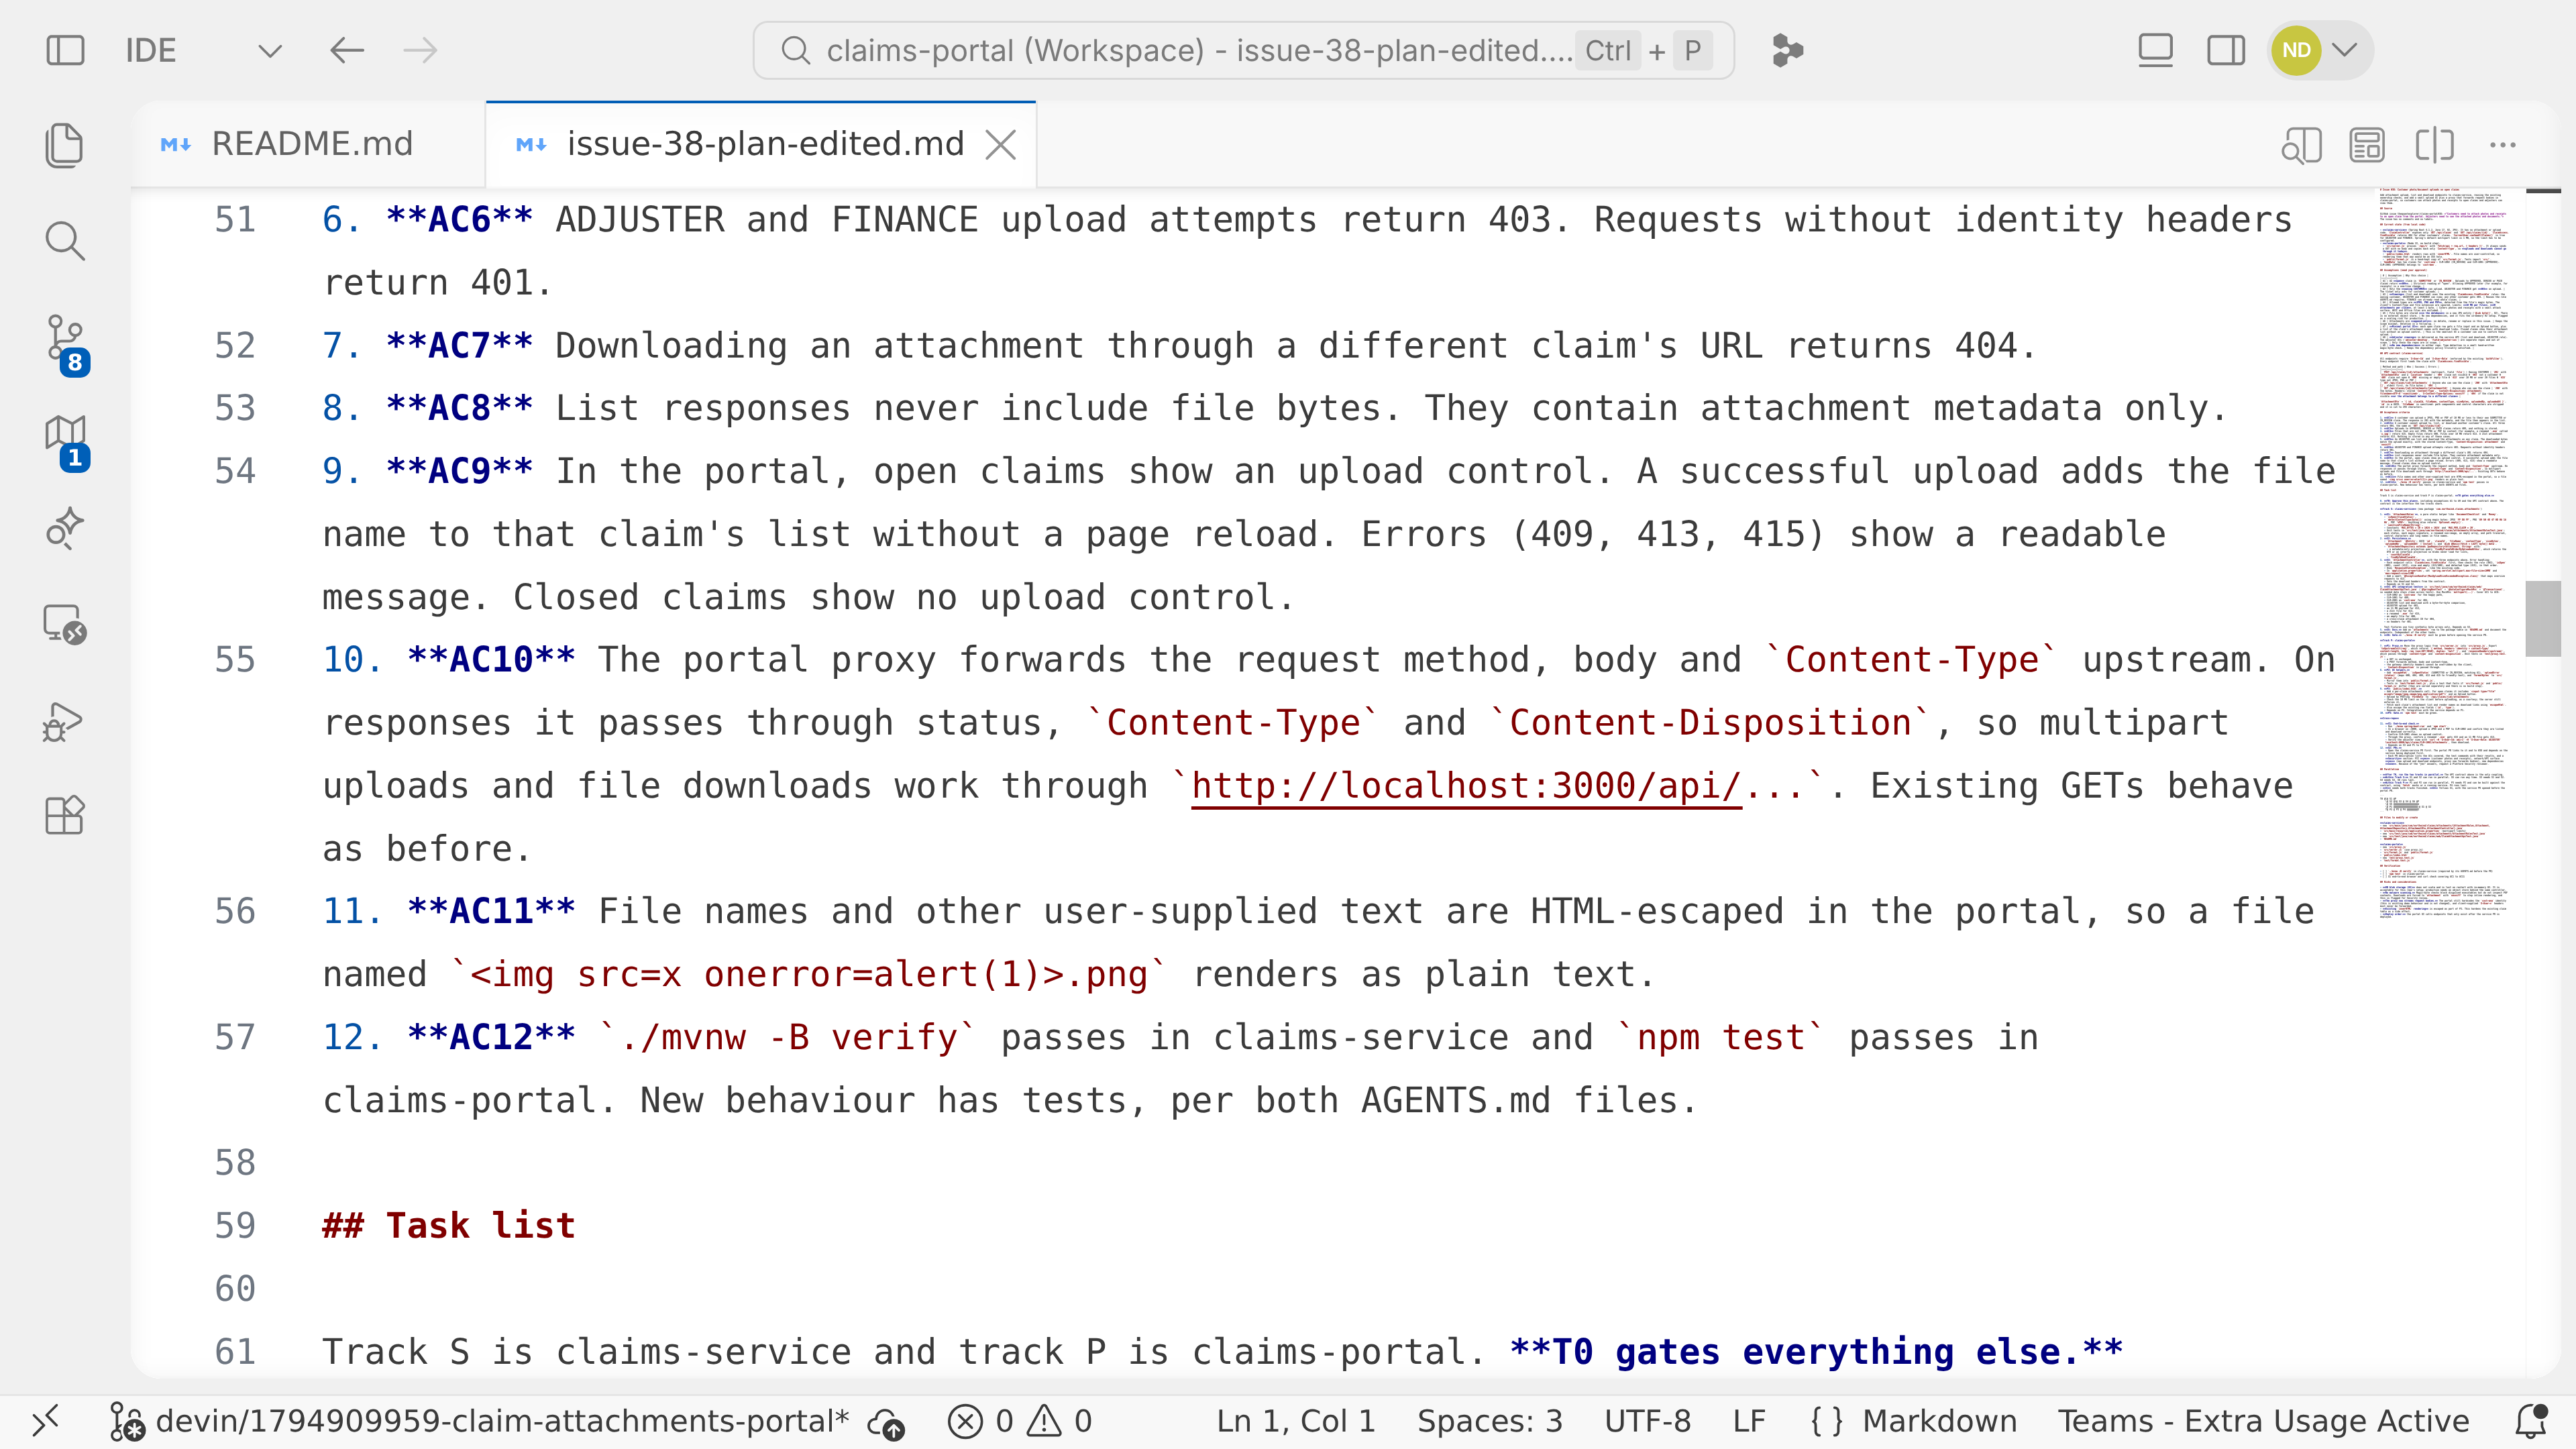 IDE
claims-portal (Workspace) - issue-38-plan-edited.... Ctrl + P
ND
README.md
issue-38-plan-edited.md
8
1
51 6. **AC6** ADJUSTER and FINANCE upload attempts return 403. Requests without identity headers
return 401.
52 7. **AC7** Downloading an attachment through a different claim's URL returns 404.
53 8. **AC8** List responses never include file bytes. They contain attachment metadata only.
54 9. **AC9** In the portal, open claims show an upload control. A successful upload adds the file
name to that claim's list without a page reload. Errors (409, 413, 415) show a readable
message. Closed claims show no upload control.
55 10. **AC10** The portal proxy forwards the request method, body and `Content-Type` upstream. On
responses it passes through status, `Content-Type` and `Content-Disposition`, so multipart
uploads and file downloads work through `http://localhost:3000/api/...`. Existing GETs behave
as before.
56 11. **AC11** File names and other user-supplied text are HTML-escaped in the portal, so a file
named `<img src=x onerror=alert(1)>.png` renders as plain text.
57 12. **AC12** `./mvnw -B verify` passes in claims-service and `npm test` passes in
claims-portal. New behaviour has tests, per both AGENTS.md files.
58
59 ## Task list
60
61 Track S is claims-service and track P is claims-portal. **T0 gates everything else.**
devin/1794909959-claim-attachments-portal* 0 0 Ln 1, Col 1 Spaces: 3 UTF-8 LF {} Markdown Teams - Extra Usage Active